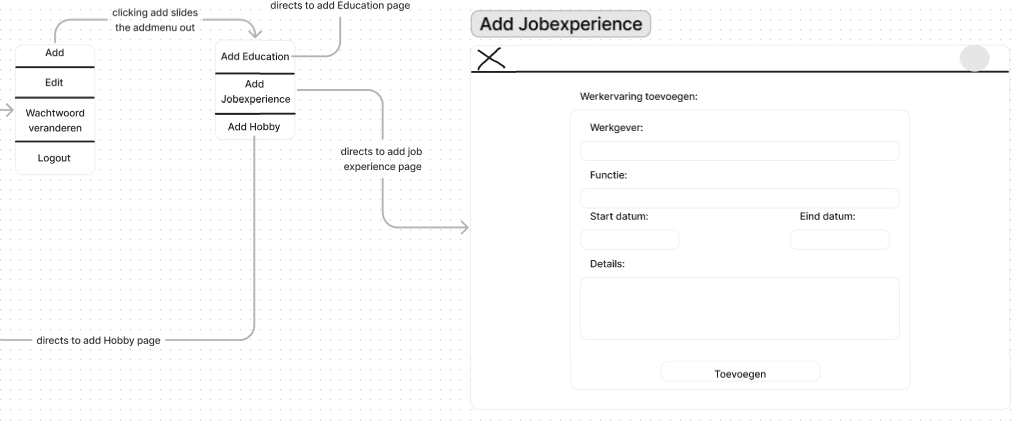 directs to add Education page
clicking add slides
the addmenu out
Add
Edit
Wachtwoord
veranderen
Logout
Add Education
Add
Jobexperience
Add Hobby
directs to add job
experience page
directs to add Hobby page
Add Jobexperience
Werkervaring toevoegen:
Werkgever:
Functie:
Start datum:
Eind datum:
Details:
Toevoegen